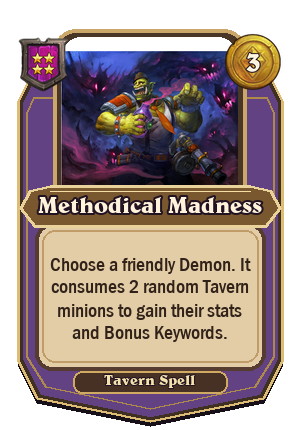 3
Methodical Madness
Choose a friendly Demon. It
consumes 2 random Tavern
minions to gain their stats
and Bonus Keywords.
Tavern Spell